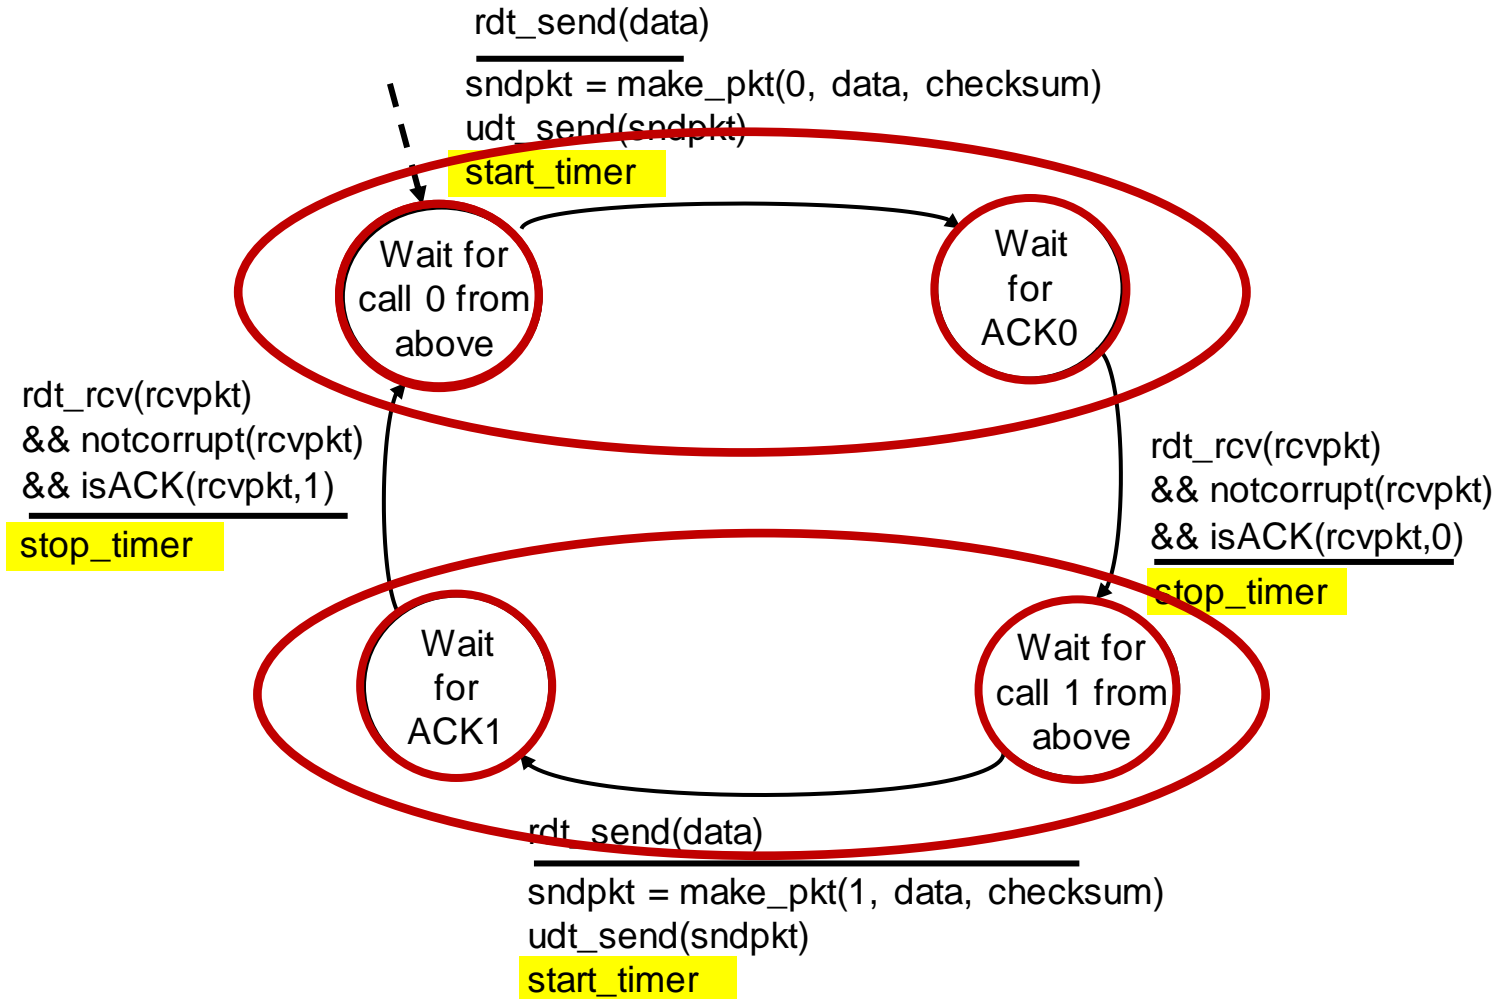 rdt_send(data)
sndpkt = make_pkt(0, data, checksum)
udt_send(sndpkt)
start_timer
Wait for
call 0 from
above
Wait
for
ACK0
rdt_rcv(rcvpkt)
&& notcorrupt(rcvpkt)
&& isACK(rcvpkt,1)
stop_timer
rdt_rcv(rcvpkt)
&& notcorrupt(rcvpkt)
&& isACK(rcvpkt,0)
stop_timer
Wait
for
ACK1
Wait for
call 1 from
above
rdt_send(data)
sndpkt = make_pkt(1, data, checksum)
udt_send(sndpkt)
start_timer